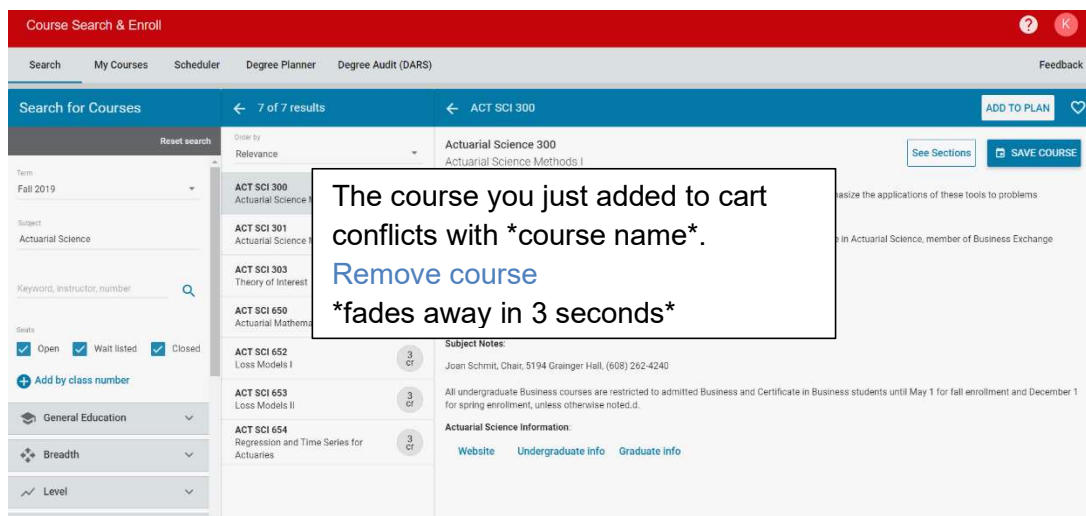 Course Search & Enroll
?
K
Search My Courses Scheduler Degree Planner Degree Audit (DARS) Feedback
Search for Courses
Reset search
Term
Fall 2019
Subject
Actuarial Science
Keyword, instructor, number
Seats
Open Wait listed Closed
Add by class number
General Education
Breadth
Level
7 of 7 results
Order by
Relevance
ACT SCI 300
Actuarial Science M
ACT SCI 301
Actuarial Science
ACT SCI 303
Theory of Interest
ACT SCI 650
Actuarial Mathema
ACT SCI 652
Loss Models I
3
cr
ACT SCI 653
Loss Models II
3
cr
ACT SCI 654
Regression and Time Series for
Actuaries
3
cr
ACT SCI 300
ADD TO PLAN
Actuarial Science 300
Actuarial Science Methods I
See Sections
SAVE COURSE
asize the applications of these tools to problems
in Actuarial Science, member of Business Exchange
The course you just added to cart
conflicts with *course name*.
Remove course
*fades away in 3 seconds*
Subject Notes:
Joan Schmit, Chair, 5194 Grainger Hall, (608) 262-4240
All undergraduate Business courses are restricted to admitted Business and Certificate in Business students until May 1 for fall enrollment and December 1
for spring enrollment, unless otherwise noted.d.
Actuarial Science Information:
Website Undergraduate info Graduate info